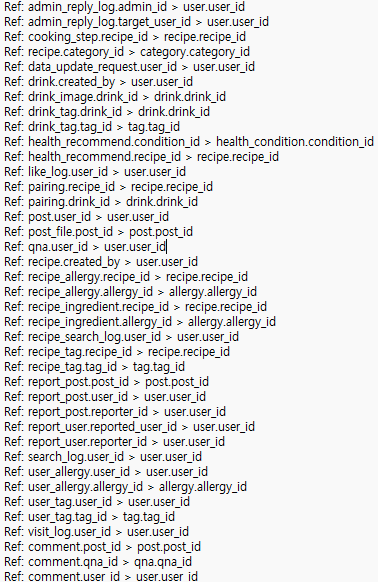 Ref: admin_reply_log.admin_id > user.user_id
Ref: admin_reply_log.target_user_id > user.user_id
Ref: cooking_step.recipe_id > recipe.recipe_id
Ref: recipe.category_id > category.category_id
Ref: data_update_request.user_id > user.user_id
Ref: drink.created_by > user.user_id
Ref: drink_image.drink_id > drink.drink_id
Ref: drink_tag.drink_id > drink.drink_id
Ref: drink_tag.tag_id > tag.tag_id
Ref: health_recommend.condition_id > health_condition.condition_id
Ref: health_recommend.recipe_id > recipe.recipe_id
Ref: like_log.user_id > user.user_id
Ref: pairing.recipe_id > recipe.recipe_id
Ref: pairing.drink_id > drink.drink_id
Ref: post.user_id > user.user_id
Ref: post_file.post_id > post.post_id
Ref: qna.user_id > user.user_id
Ref: recipe.created_by > user.user_id
Ref: recipe_allergy.recipe_id > recipe.recipe_id
Ref: recipe_allergy.allergy_id > allergy.allergy_id
Ref: recipe_ingredient.recipe_id > recipe.recipe_id
Ref: recipe_ingredient.allergy_id > allergy.allergy_id
Ref: recipe_search_log.user_id > user.user_id
Ref: recipe_tag.recipe_id > recipe.recipe_id
Ref: recipe_tag.tag_id > tag.tag_id
Ref: report_post.post_id > post.post_id
Ref: report_post.user_id > user.user_id
Ref: report_post.reporter_id > user.user_id
Ref: report_user.reported_user_id > user.user_id
Ref: report_user.reporter_id > user.user_id
Ref: search_log.user_id > user.user_id
Ref: user_allergy.user_id > user.user_id
Ref: user_allergy.allergy_id > allergy.allergy_id
Ref: user_tag.user_id > user.user_id
Ref: user_tag.tag_id > tag.tag_id
Ref: visit_log.user_id > user.user_id
Ref: comment.post_id > post.post_id
Ref: comment.qna_id > qna.qna_id
Ref: comment.user_id > user.user_id